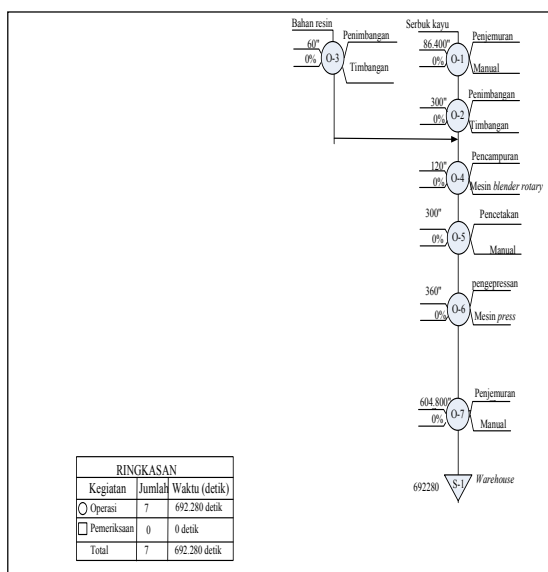 Bahan resin
60"
0%
O-3
Penimbangan
Timbangan
Serbuk kayu
86.400"
0%
O-1
Penjemuran
Manual
300"
0%
O-2
Penimbangan
Timbangan
120"
0%
O-4
Pencampuran
Mesin blender rotary
300"
0%
O-5
Pencetakan
Manual
360"
0%
O-6
pengepressan
Mesin press
604.800"
0%
O-7
Penjemuran
Manual
692280
S-1
Warehouse
RINGKASAN
Kegiatan Jumlah Waktu (detik)
Operasi 7 692.280 detik
Pemeriksaan 0 0 detik
Total 7 692.280 detik